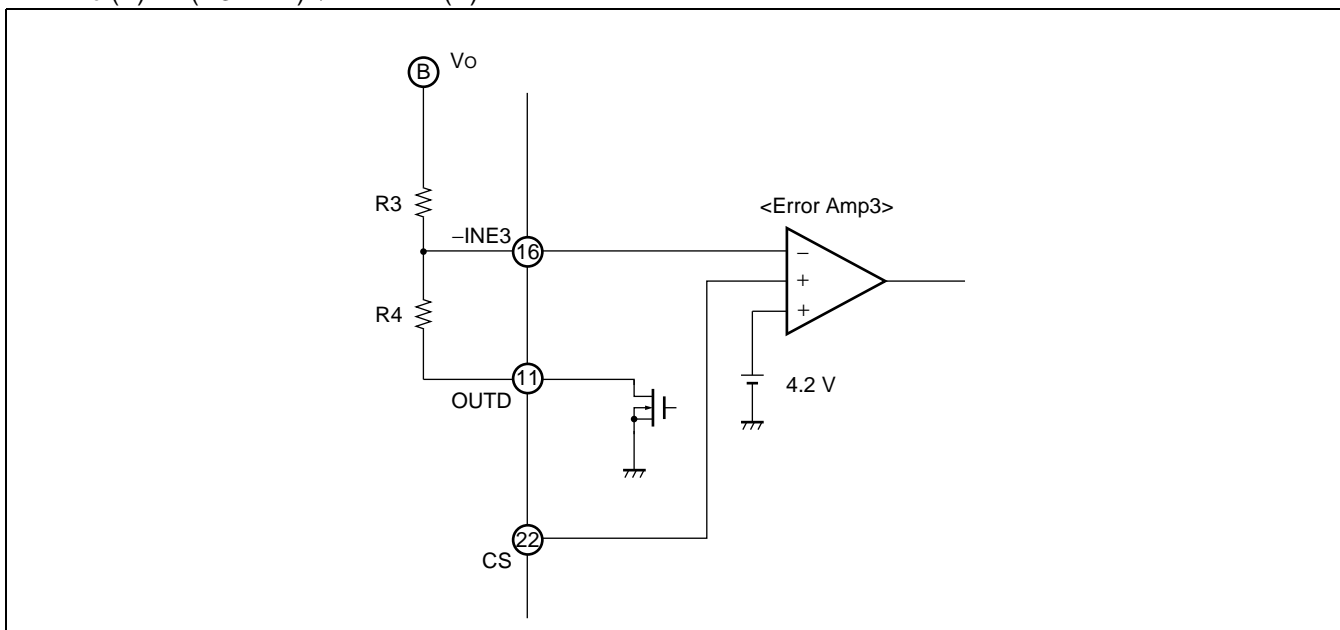 B
VO
R3
<Error Amp3>
−INE3
16
−
+
R4
+
11
4.2 V
OUTD
22
CS